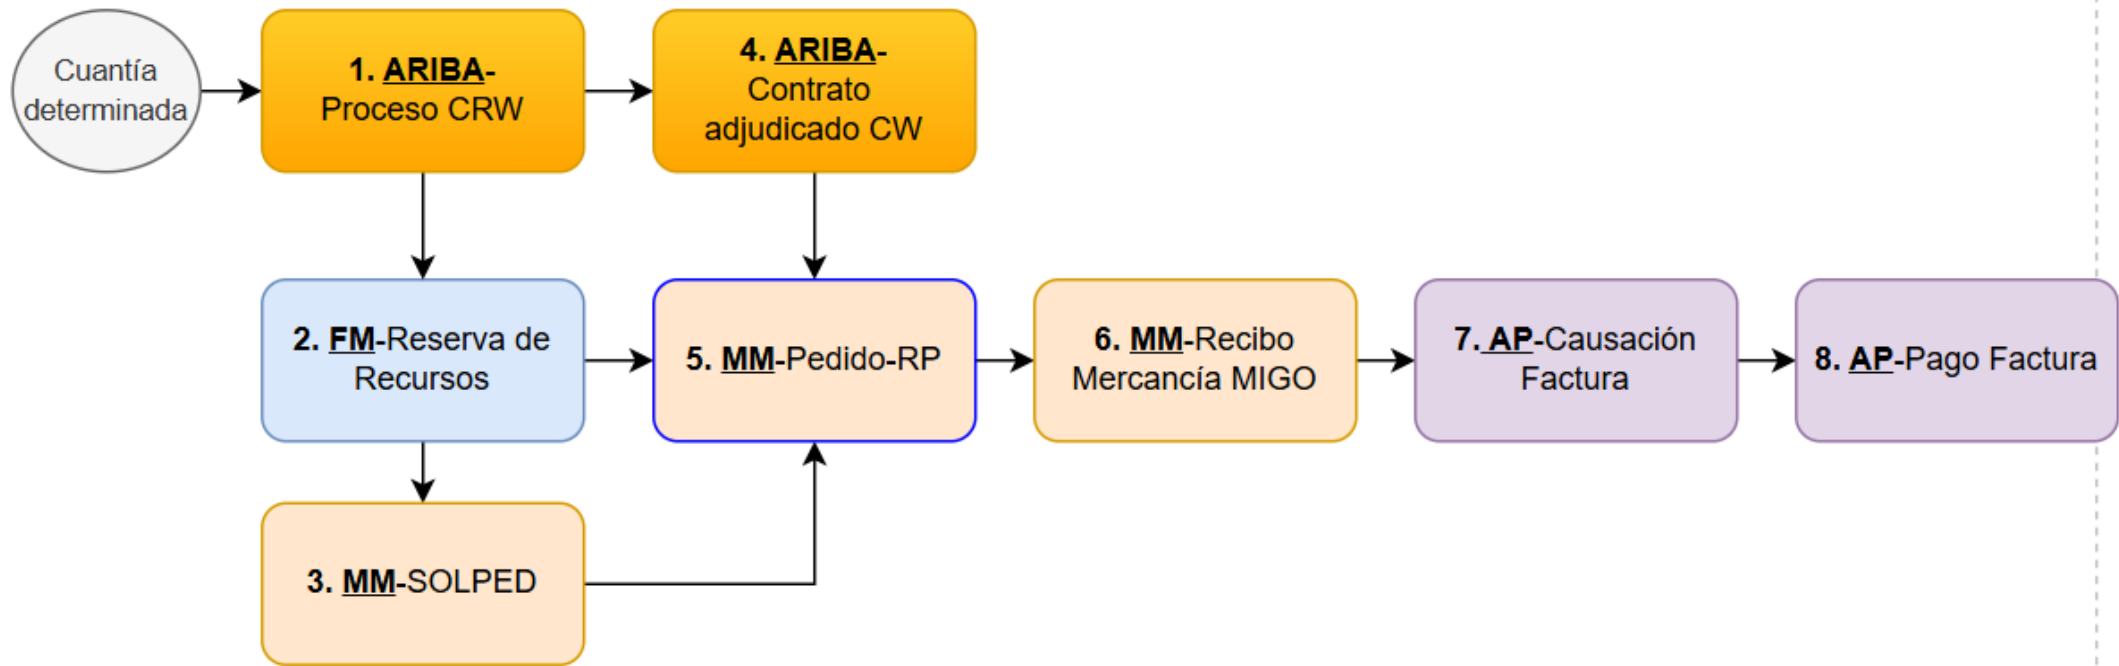 Cuantía
determinada
1. ARIBA-
Proceso CRW
4. ARIBA-
Contrato
adjudicado CW
2. FM-Reserva de
Recursos
5. MM-Pedido-RP
6. MM-Recibo
Mercancía MIGO
7. AP-Causación
Factura
8. AP-Pago Factura
3. MM-SOLPED